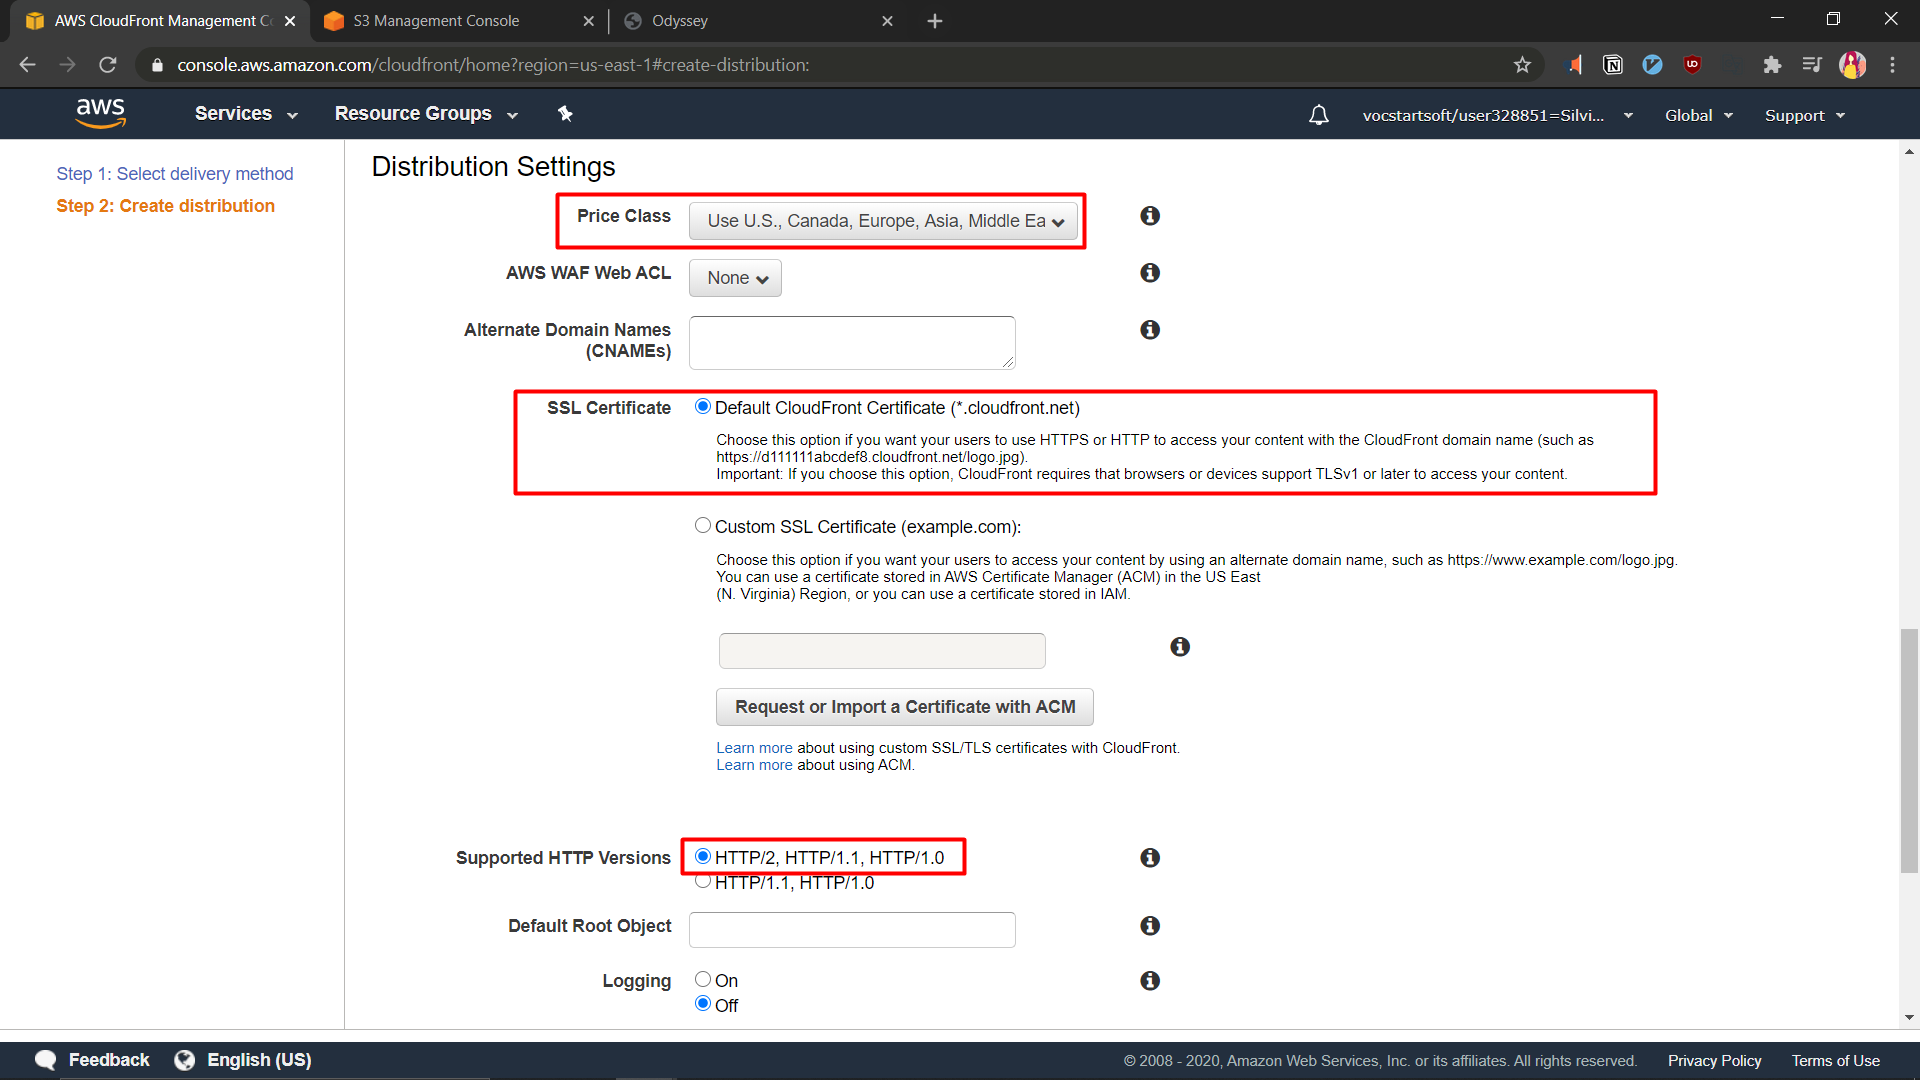 AWS CloudFront Management Co
S3 Management Console
Odyssey
console.aws.amazon.com/cloudfront/home?region=us-east-1#create-distribution:
aws
Services
Resource Groups
vocstartsoft/user328851=Silvi...
Global
Support
Step 1: Select delivery method
Step 2: Create distribution
Distribution Settings
Price Class
Use U.S., Canada, Europe, Asia, Middle Ea
AWS WAF Web ACL
None
Alternate Domain Names
(CNAMEs)
SSL Certificate
Default CloudFront Certificate (*.cloudfront.net)
Choose this option if you want your users to use HTTPS or HTTP to access your content with the CloudFront domain name (such as
https://d111111abcdef8.cloudfront.net/logo.jpg).
Important: If you choose this option, CloudFront requires that browsers or devices support TLSv1 or later to access your content.
Custom SSL Certificate (example.com):
Choose this option if you want your users to access your content by using an alternate domain name, such as https://www.example.com/logo.jpg.
You can use a certificate stored in AWS Certificate Manager (ACM) in the US East
(N. Virginia) Region, or you can use a certificate stored in IAM.
Request or Import a Certificate with ACM
Learn more about using custom SSL/TLS certificates with CloudFront.
Learn more about using ACM.
Supported HTTP Versions
HTTP/2, HTTP/1.1, HTTP/1.0
HTTP/1.1, HTTP/1.0
Default Root Object
Logging
On
Off
Feedback
English (US)
© 2008 - 2020, Amazon Web Services, Inc. or its affiliates. All rights reserved.
Privacy Policy
Terms of Use